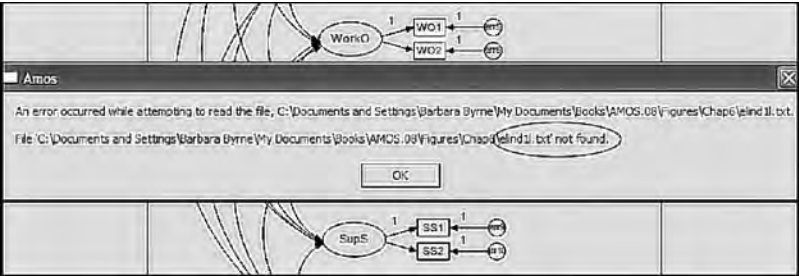 1 WO1 1
WorkO
WO2 1
Amos
An error occurred while attempting to read the file, C:\Documents and Settings\Barbara Byrne\My Documents\Books\AMOS.08\Figures\Chap6\elind1l.txt.
File 'C:\Documents and Settings\Barbara Byrne\My Documents\Books\AMOS.08\Figures\Chap6\elind1l.txt' not found.
OK
1 SS1 1
SupS
SS2 1